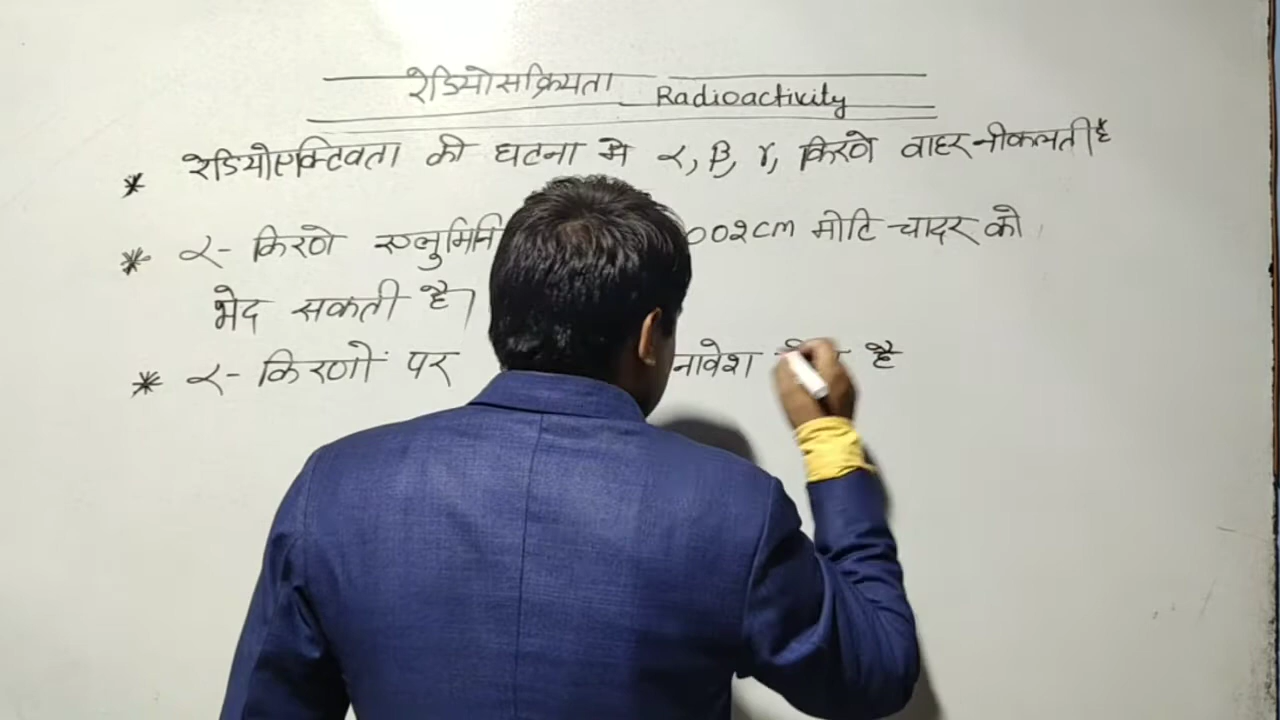 रेडियोसक्रियता Radioactivity
* रेडियोएक्टिवता की घटना मे α, β, γ, किरणे वाहर नीकलती है
* α- किरणे एल्युमिनि 002cm मोटि चादर को
भेद सकती है।
* α- किरणों पर नावेश है